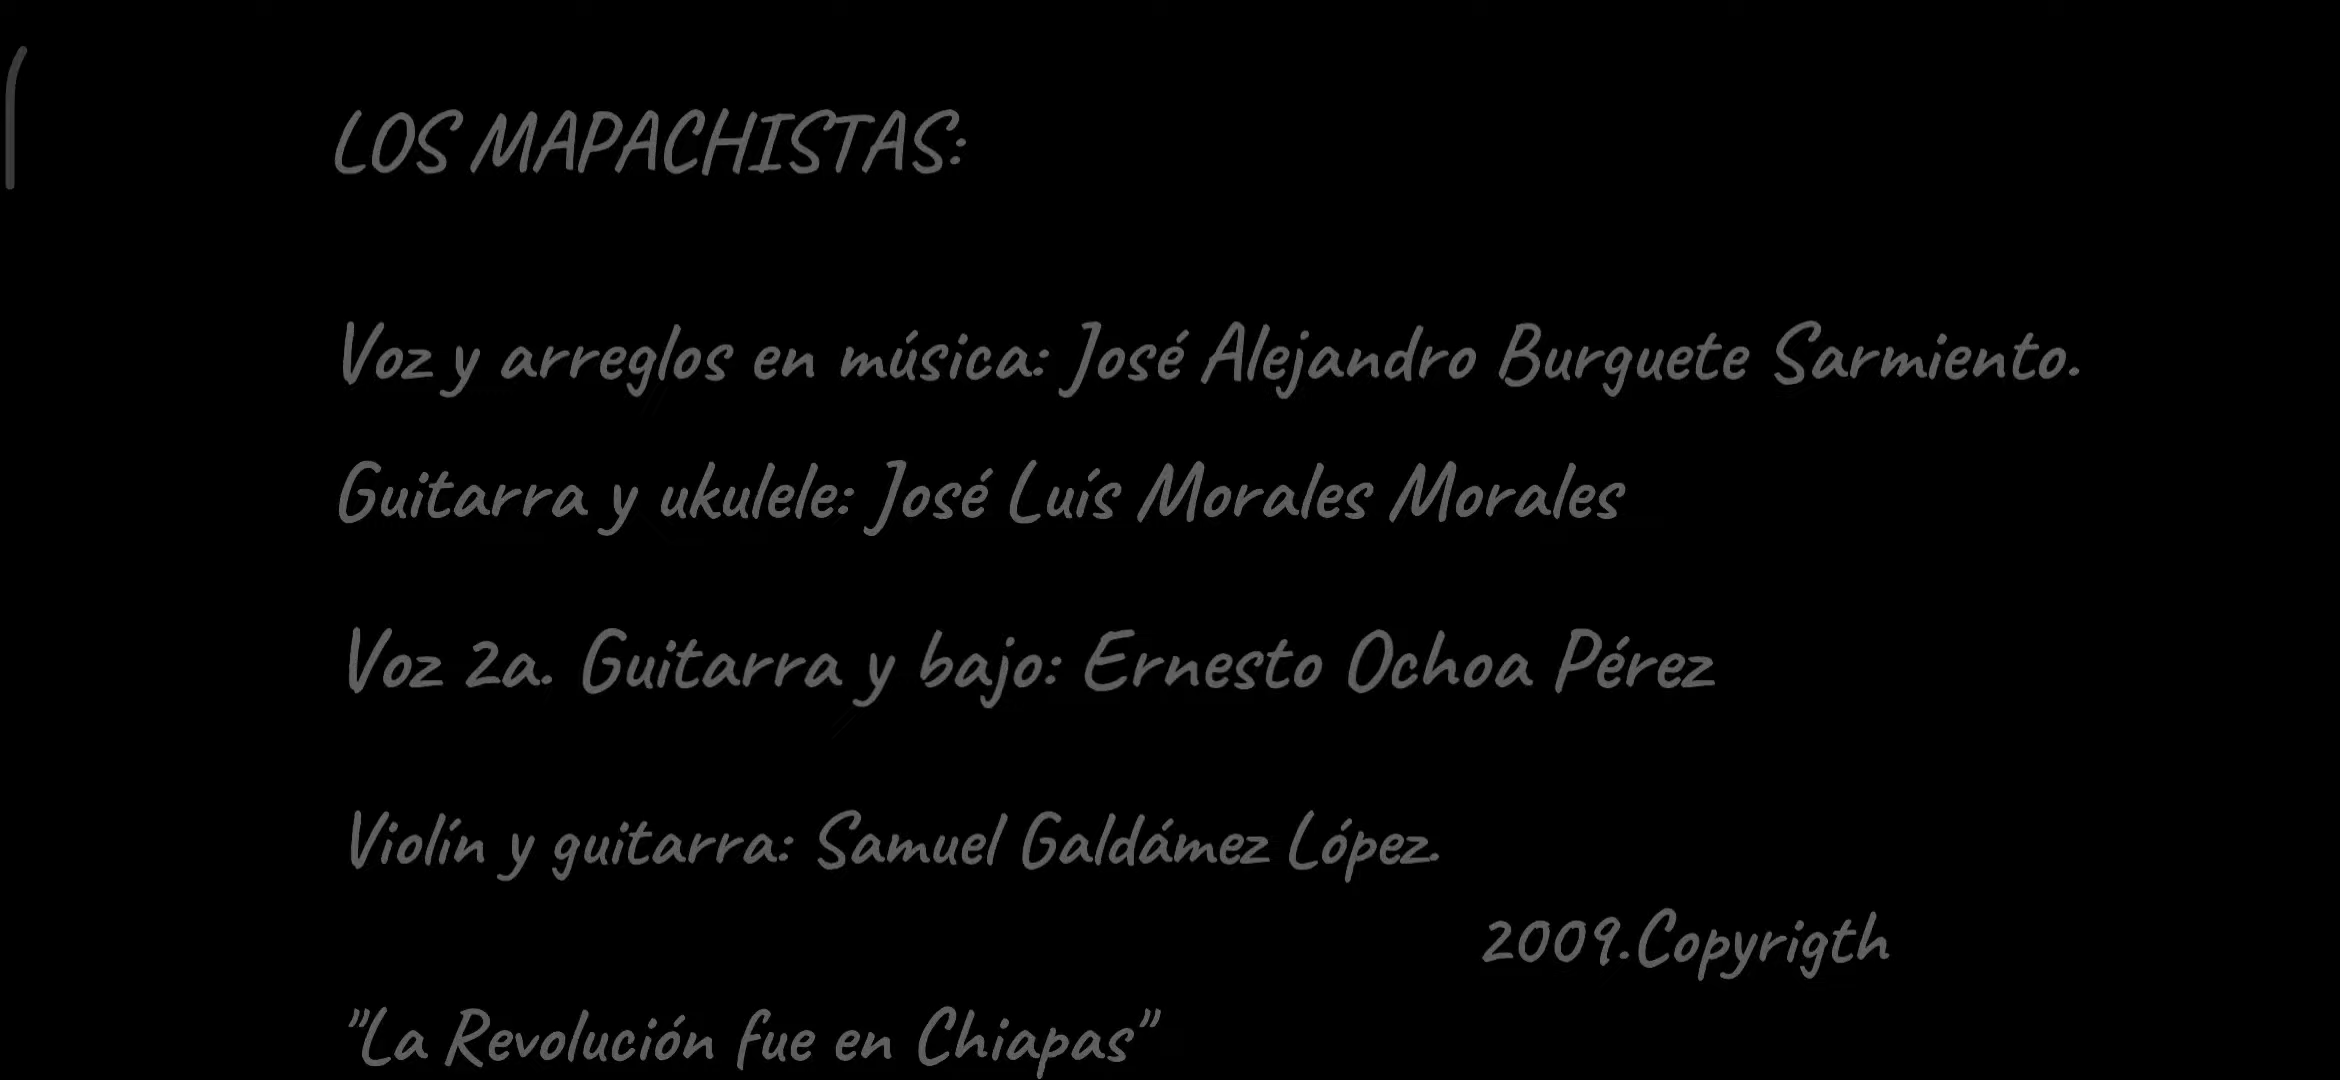 LOS MAPACHISTAS:
Voz y arreglos en música: José Alejandro Burguete Sarmiento.
Guitarra y ukulele: José Luís Morales Morales
Voz 2a. Guitarra y bajo: Ernesto Ochoa Pérez
Violín y guitarra: Samuel Galdámez López.
2009.Copyrigth
"La Revolución fue en Chiapas"